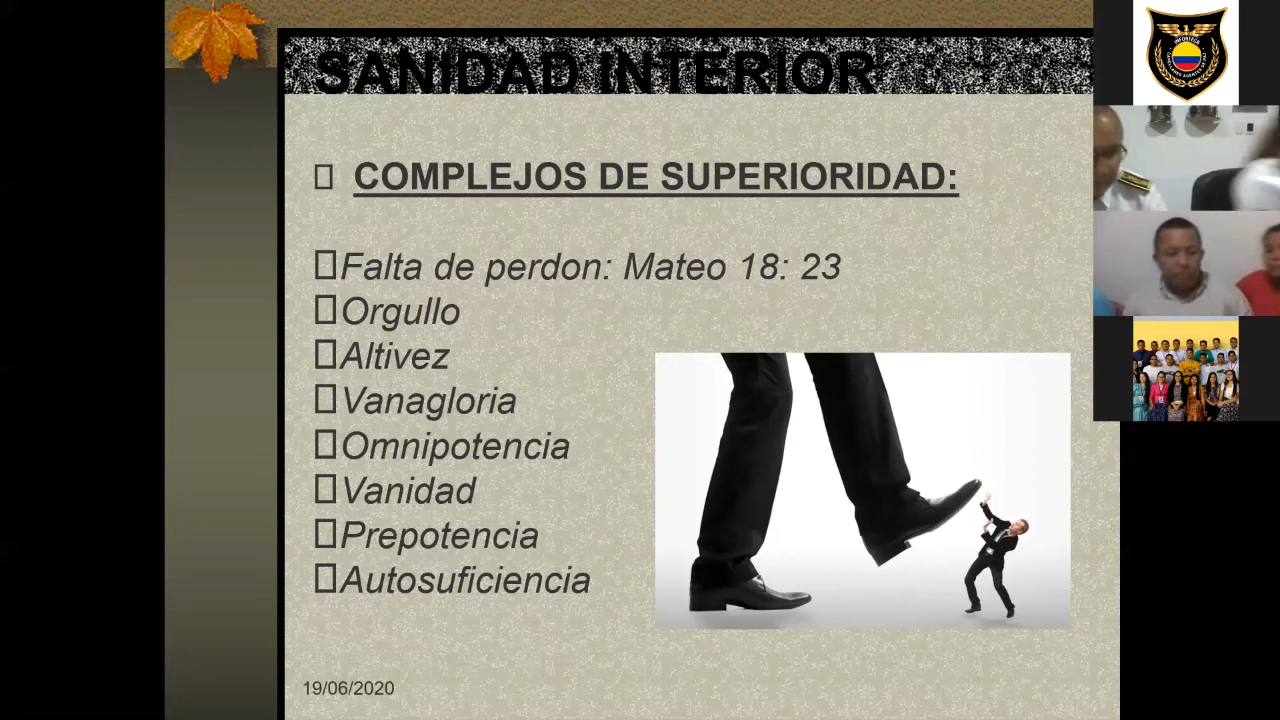 SANIDAD INTERIOR
COMPLEJOS DE SUPERIORIDAD:
Falta de perdon: Mateo 18: 23
Orgullo
Altivez
Vanagloria
Omnipotencia
Vanidad
Prepotencia
Autosuficiencia
19/06/2020